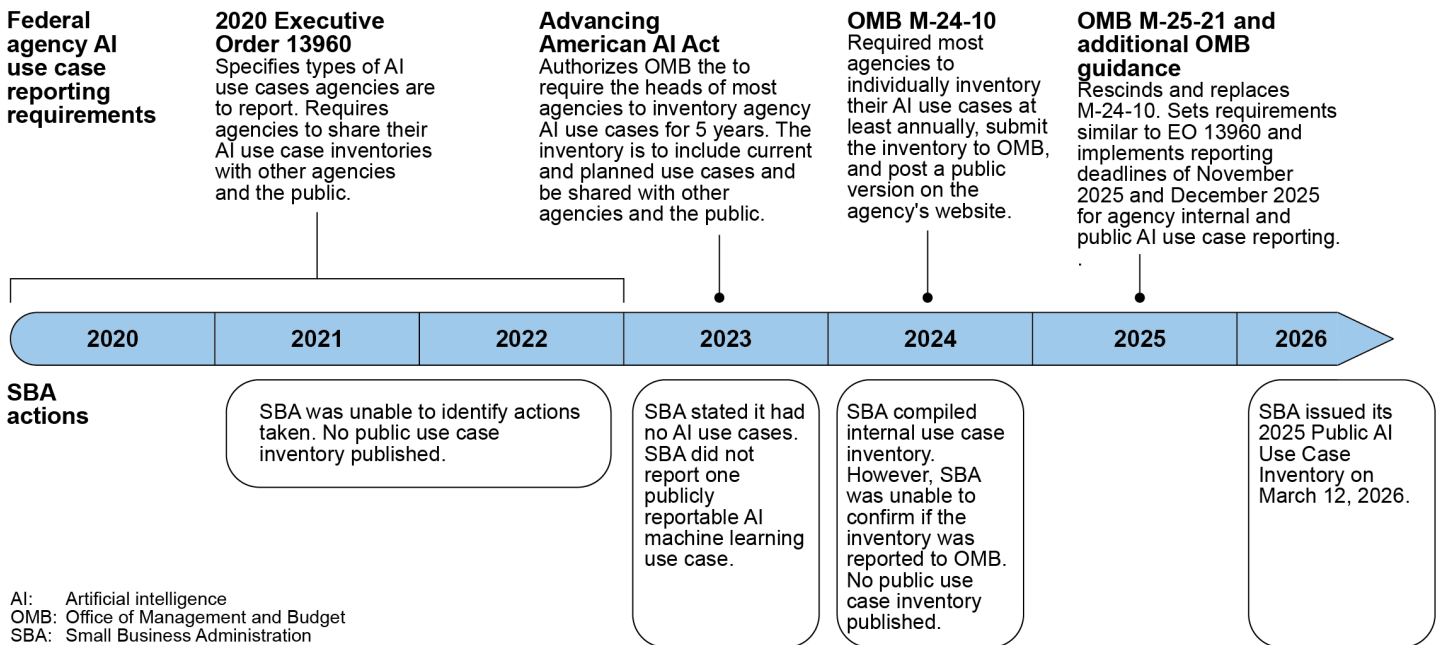 Federal
agency AI
use case
reporting
requirements
2020 Executive
Order 13960
Specifies types of AI
use cases agencies are
to report. Requires
agencies to share their
AI use case inventories
with other agencies
and the public.
Advancing
American AI Act
Authorizes OMB the to
require the heads of most
agencies to inventory agency
AI use cases for 5 years. The
inventory is to include current
and planned use cases and
be shared with other
agencies and the public.
OMB M-24-10
Required most
agencies to
individually inventory
their AI use cases at
least annually, submit
the inventory to OMB,
and post a public
version on the
agency's website.
OMB M-25-21 and
additional OMB
guidance
Rescinds and replaces
M-24-10. Sets requirements
similar to EO 13960 and
implements reporting
deadlines of November
2025 and December 2025
for agency internal and
public AI use case reporting.
.
2020
2021
2022
2023
2024
2025
2026
SBA
actions
SBA was unable to identify actions
taken. No public use case
inventory published.
SBA stated it had
no AI use cases.
SBA did not
report one
publicly
reportable AI
machine learning
use case.
SBA compiled
internal use case
inventory.
However, SBA
was unable to
confirm if the
inventory was
reported to OMB.
No public use
case inventory
published.
SBA issued its
2025 Public AI
Use Case
Inventory on
March 12, 2026.
AI: Artificial intelligence
OMB: Office of Management and Budget
SBA: Small Business Administration